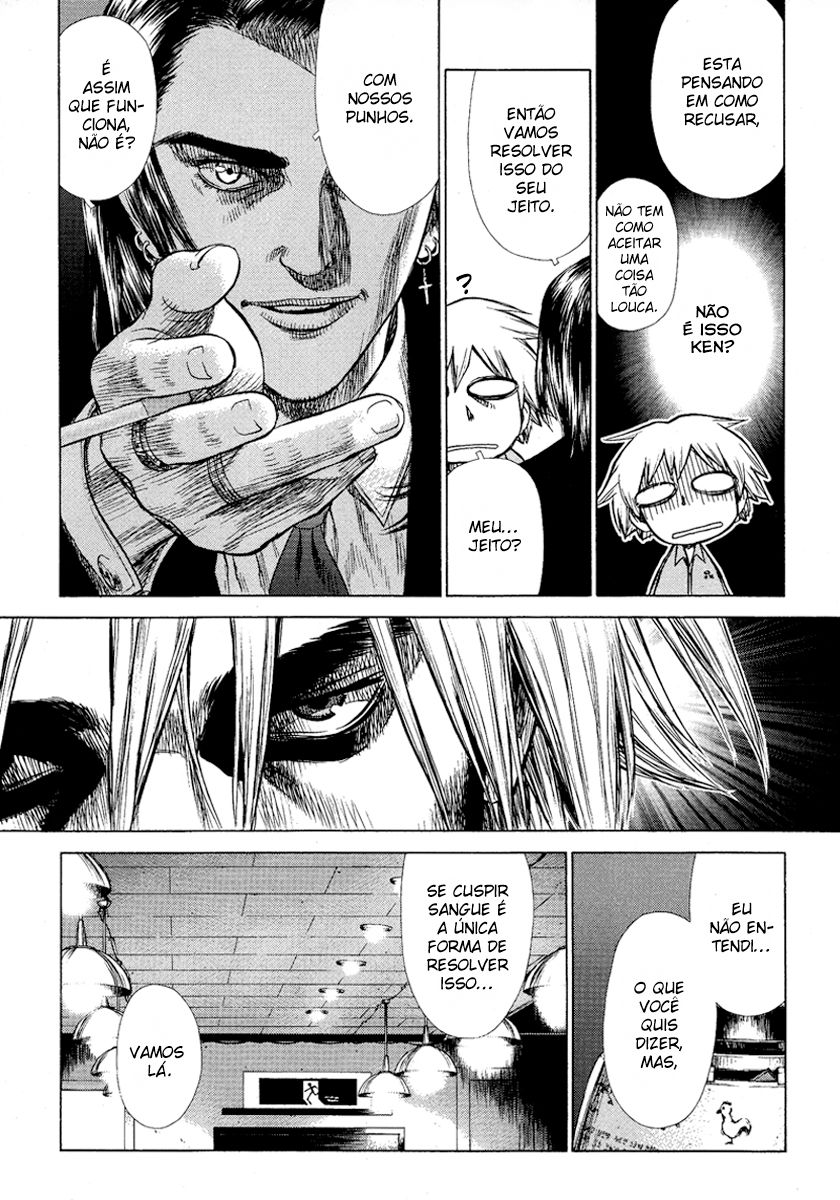 ESTA
PENSANDO
EM COMO
RECUSAR,
NÃO TEM
COMO
ACEITAR
UMA
COISA
TÃO
LOUCA.
NÃO
É ISSO
KEN?
ENTÃO
VAMOS
RESOLVER
ISSO DO
SEU
JEITO.
?
MEU...
JEITO?
COM
NOSSOS
PUNHOS.
É
ASSIM
QUE FUN-
CIONA,
NÃO É?
EU
NÃO EN-
TENDI...
O QUE
VOCÊ
QUIS
DIZER,
MAS,
SE CUSPIR
SANGUE É
A ÚNICA
FORMA DE
RESOLVER
ISSO...
VAMOS
LÁ.